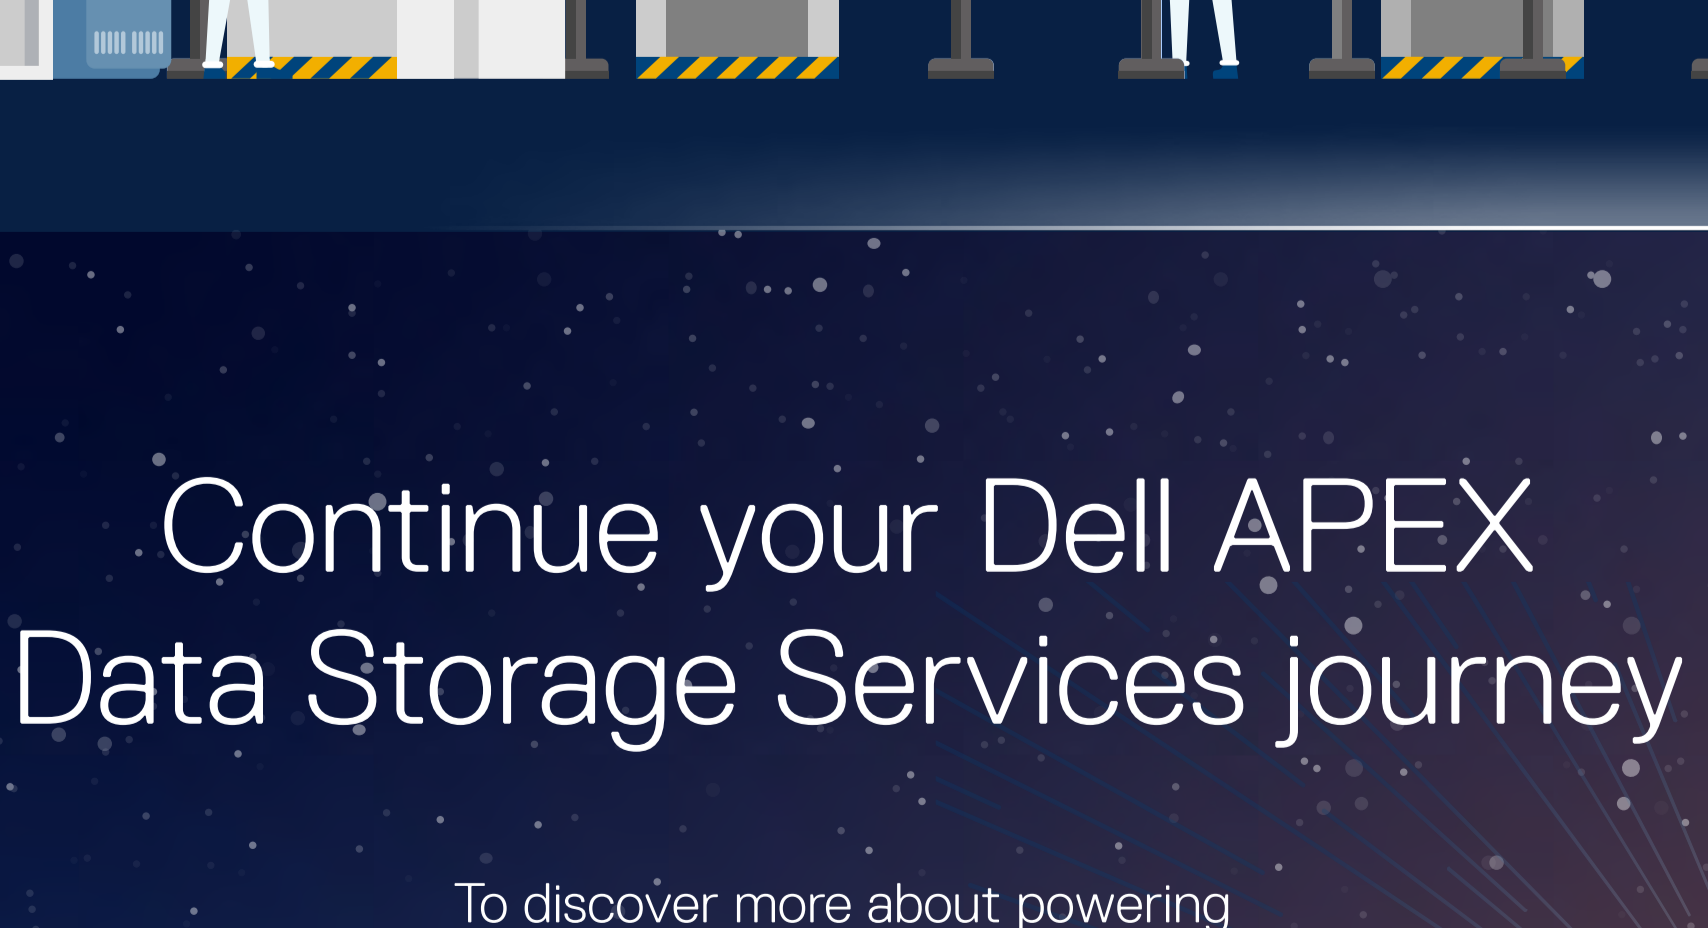 Continue your Dell APEX
Data Storage Services journey
To discover more about powering